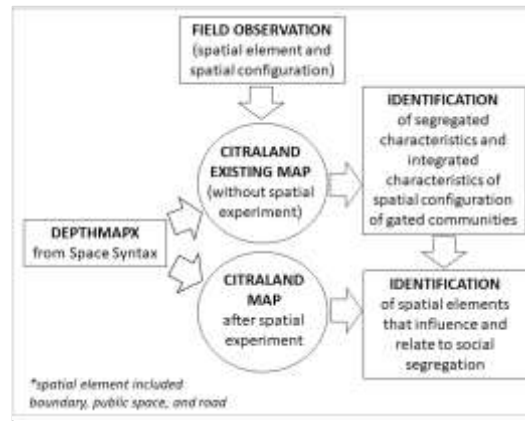 FIELD OBSERVATION
(spatial element and
spatial configuration)
IDENTIFICATION
of segregated
characteristics and
integrated
characteristics of
spatial configuration
of gated communities
CITRALAND
EXISTING MAP
(without spatial
experiment)
DEPTHMAPX
from Space Syntax
CITRALAND
MAP
after spatial
experiment
IDENTIFICATION
of spatial elements
that influence and
relate to social
segregation
*spatial element included
boundary, public space, and road